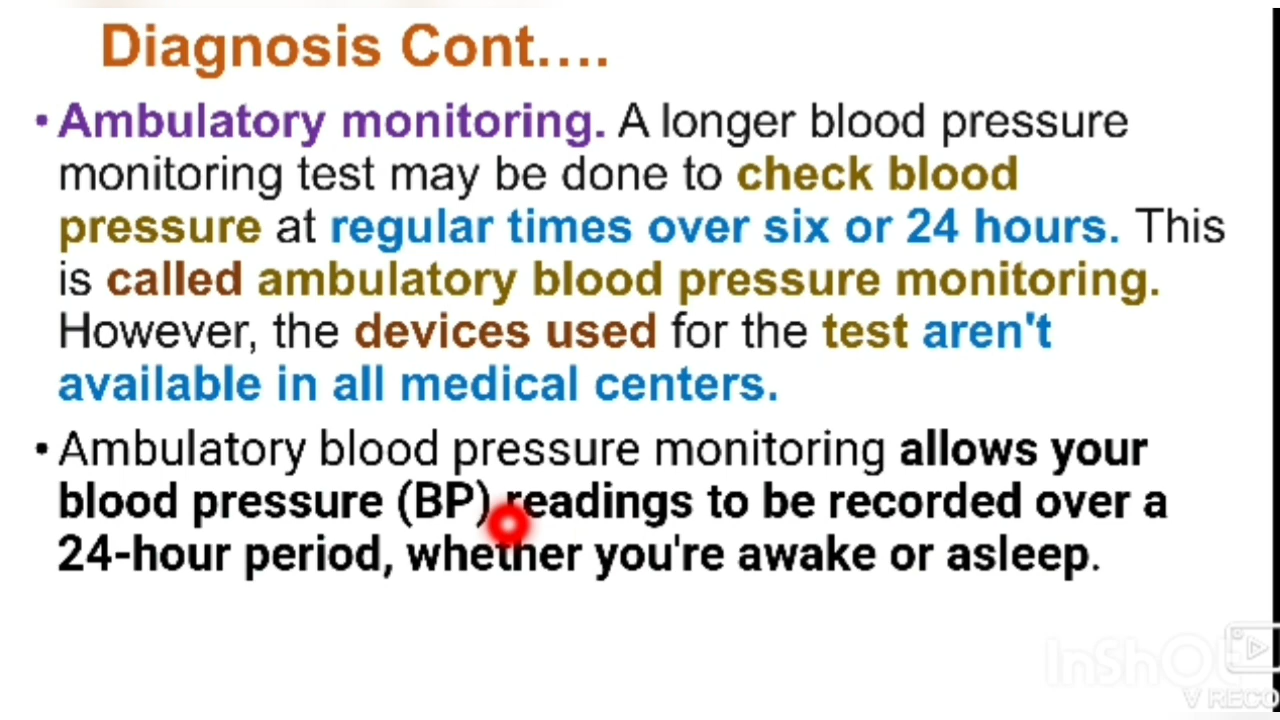 Diagnosis Cont....
• Ambulatory monitoring. A longer blood pressure
monitoring test may be done to check blood
pressure at regular times over six or 24 hours. This
is called ambulatory blood pressure monitoring.
However, the devices used for the test aren't
available in all medical centers.
• Ambulatory blood pressure monitoring allows your
blood pressure (BP) readings to be recorded over a
24-hour period, whether you're awake or asleep.
InShO
V RECO